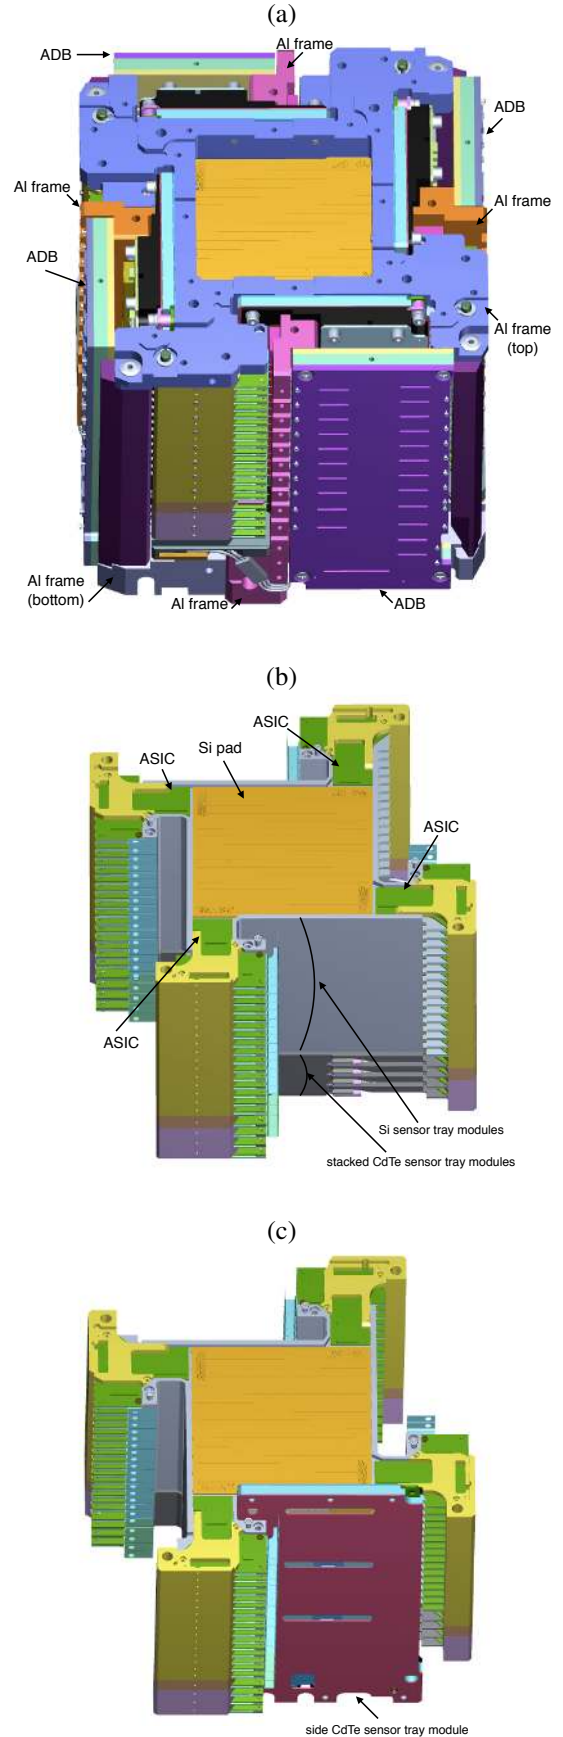 (a)
ADB
Al frame
ADB
Al frame
Al frame
ADB
Al frame
(top)
Al frame
(bottom)
Al frame
ADB
(b)
ASIC
Si pad
ASIC
ASIC
ASIC
Si sensor tray modules
stacked CdTe sensor tray modules
(c)
side CdTe sensor tray module